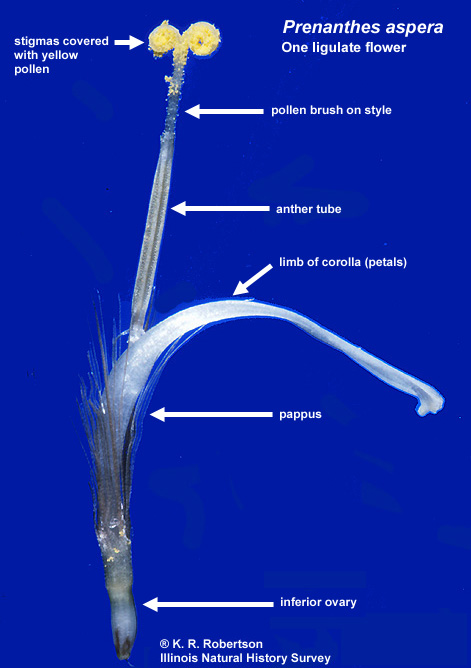 Prenanthes aspera
One ligulate flower
stigmas covered
with yellow
pollen
pollen brush on style
anther tube
limb of corolla (petals)
pappus
inferior ovary
® K. R. Robertson
Illinois Natural History Survey